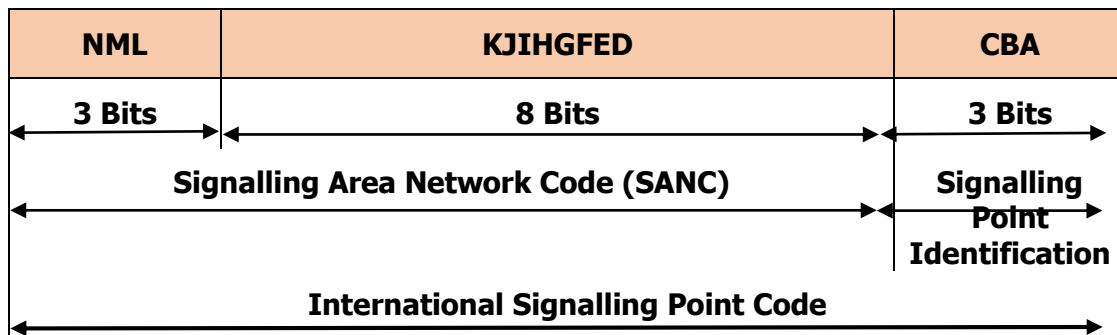 NML KJIHGFED CBA
3 Bits 8 Bits 3 Bits
Signalling Area Network Code (SANC) Signalling
Point
Identification
International Signalling Point Code